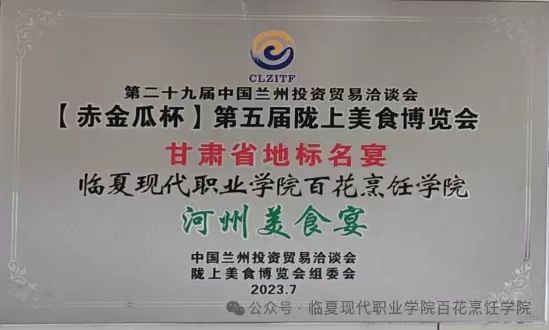 CLZITF
第二十九届中国兰州投资贸易洽谈会
【赤金瓜杯】第五届陇上美食博览会
甘肃省地标名宴
临夏现代职业学院百花烹饪学院
河州美食宴
中国兰州投资贸易洽谈会
陇上美食博览会组委会
2023.7
公众号·临夏现代职业学院百花烹饪学院